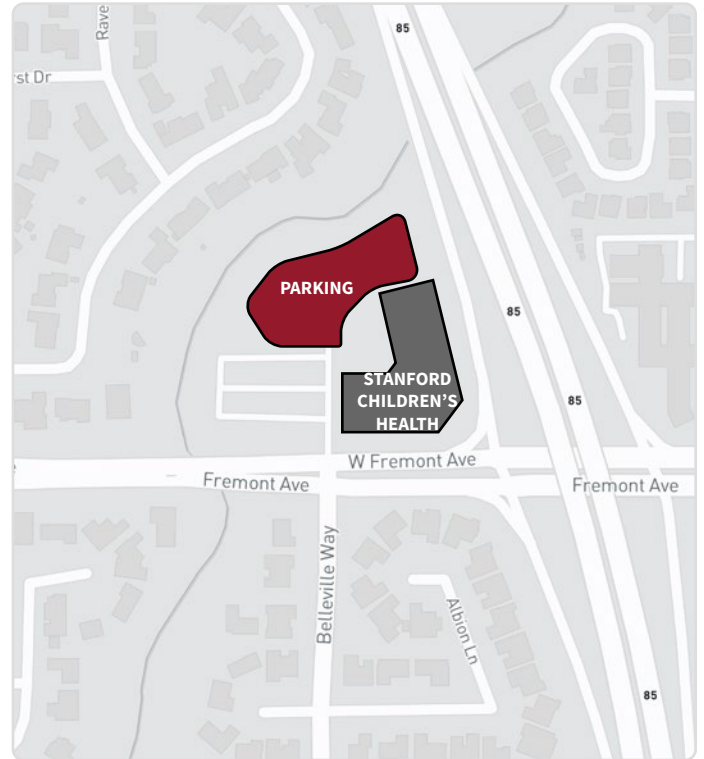 Rave
85
st Dr
PARKING
85
STANFORD
CHILDREN'S
HEALTH
85
W Fremont Ave
Fremont Ave
Fremont Ave
Belleville Way
Albion Ln
85